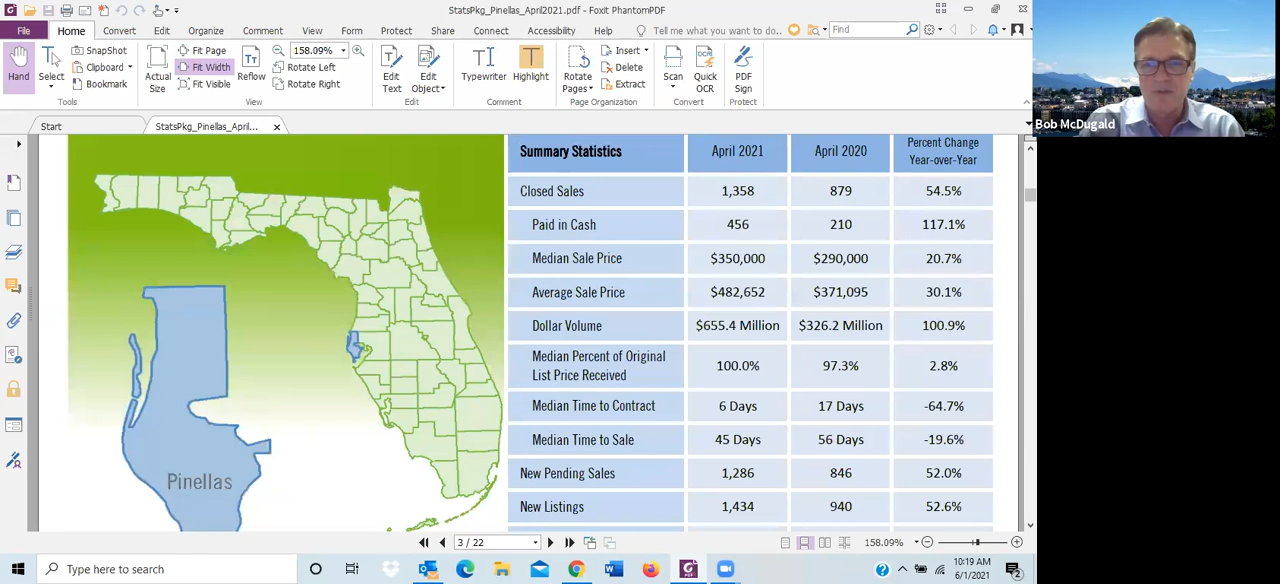 StatsPkg_Pinellas_April2021.pdf - Foxit PhantomPDF
File Home Convert Edit Organize Comment View Form Protect Share Connect Accessibility Help Tell me what you want to do.. Find
Hand
Select
SnapShot
Clipboard
Bookmark
Tools
Actual Size
Fit Page
Fit Width
Fit Visible
Reflow
158.09%
Rotate Left
Rotate Right
View
Edit Text
Edit Object
Edit
Typewriter
Highlight
Comment
Rotate Pages
Insert
Delete
Extract
Page Organization
Scan
Quick OCR
Convert
PDF Sign
Protect
Bob McDugald
Start StatsPkg_Pinellas_April...
Summary Statistics April 2021 April 2020 Percent Change Year-over-Year
Closed Sales 1,358 879 54.5%
Paid in Cash 456 210 117.1%
Median Sale Price $350,000 $290,000 20.7%
Average Sale Price $482,652 $371,095 30.1%
Dollar Volume $655.4 Million $326.2 Million 100.9%
Median Percent of Original List Price Received 100.0% 97.3% 2.8%
Median Time to Contract 6 Days 17 Days -64.7%
Median Time to Sale 45 Days 56 Days -19.6%
New Pending Sales 1,286 846 52.0%
New Listings 1,434 940 52.6%
Pinellas
3 / 22
158.09%
Type here to search
10:19 AM
6/1/2021
2